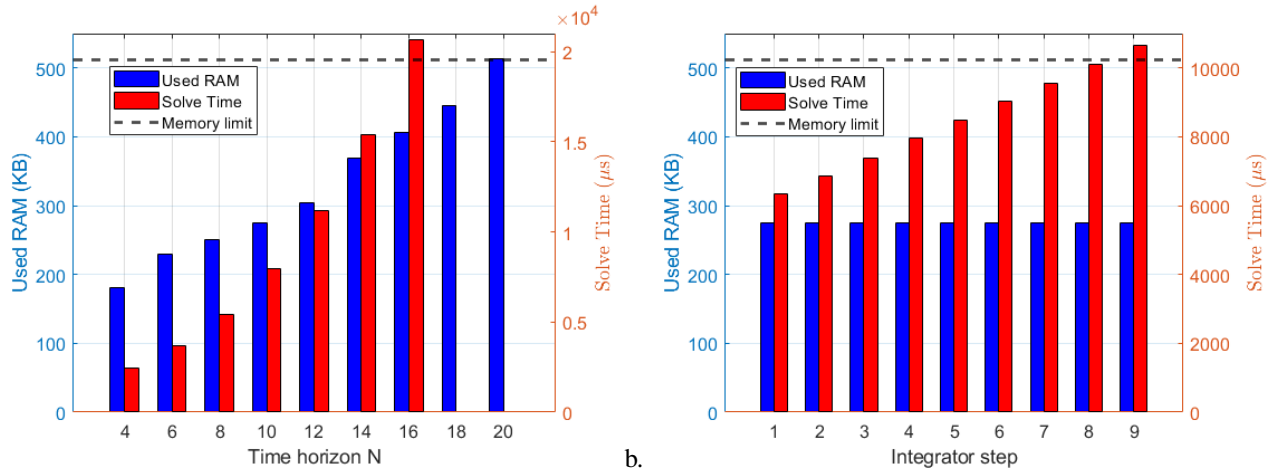 ×10⁴
500
400
300
200
100
0
Used RAM (KB)
Used RAM
Solve Time
Memory limit
2
1.5
1
0.5
0
Solve Time (μs)
4 6 8 10 12 14 16 18 20
Time horizon N
b.
500
400
300
200
100
0
Used RAM (KB)
Used RAM
Solve Time
Memory limit
10000
8000
6000
4000
2000
0
Solve Time (μs)
1 2 3 4 5 6 7 8 9
Integrator step